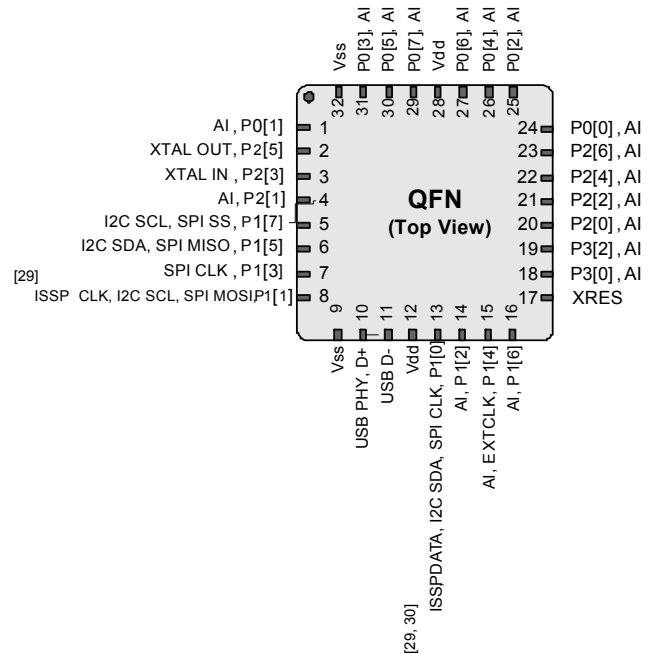 Vss
P0[3], AI
P0[5], AI
P0[7], AI
Vdd
P0[6], AI
P0[4], AI
P0[2], AI
32
31
30
29
28
27
26
25
AI , P0[1]
1
XTAL OUT, P2[5]
2
XTAL IN , P2[3]
3
AI, P2[1]
4
I2C SCL, SPI SS, P1[7]
5
I2C SDA, SPI MISO, P1[5]
6
SPI CLK , P1[3]
7
[29]
ISSP CLK, I2C SCL, SPI MOSI, P1[1]
8
QFN
(Top View)
24
P0[0] , AI
23
P2[6] , AI
22
P2[4] , AI
21
P2[2] , AI
20
P2[0] , AI
19
P3[2] , AI
18
P3[0] , AI
17
XRES
9
10
11
12
13
14
15
16
Vss
USB PHY, D+
USB D-
Vdd
ISSPDATA, I2C SDA, SPI CLK, P1[0]
AI, P1[2]
AI, EXTCLK, P1[4]
AI, P1[6]
[29, 30]